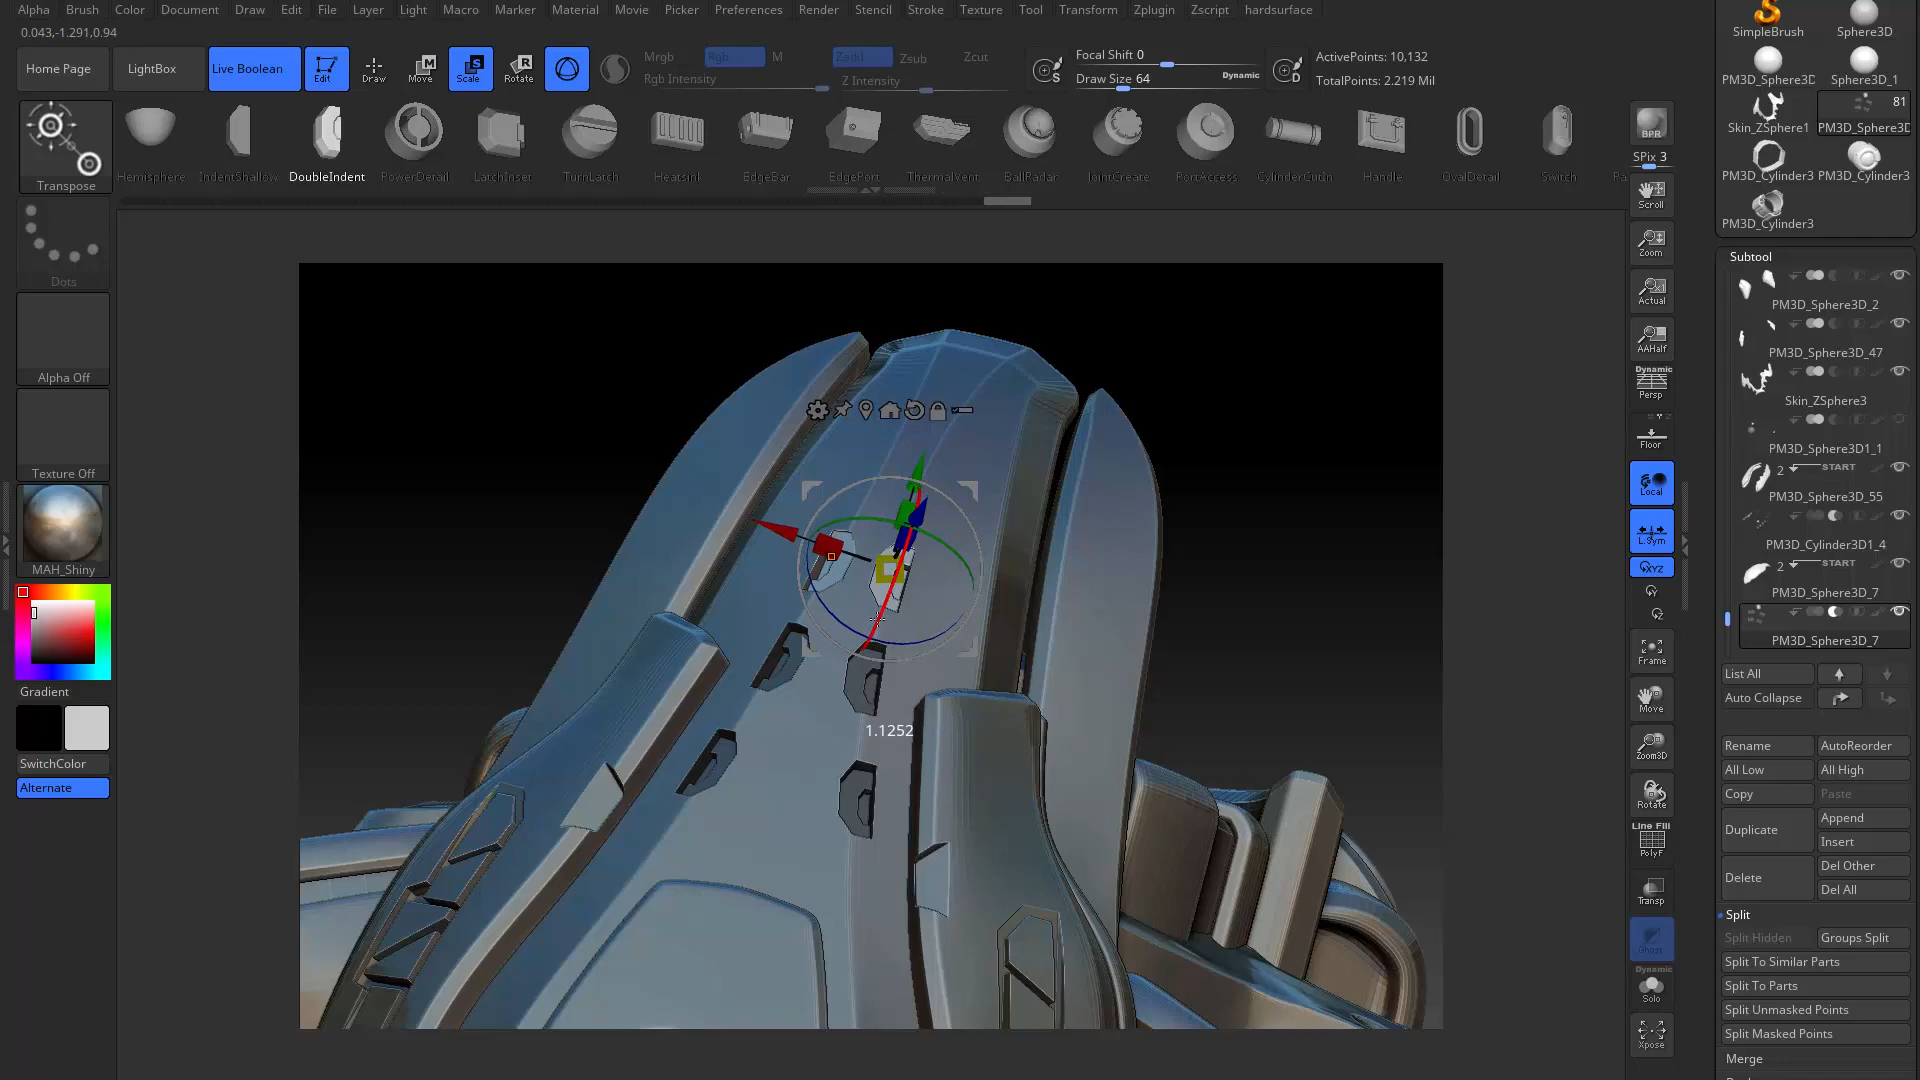 Alpha Brush Color Document Draw Edit File Layer Light Macro Marker Material Movie Picker Preferences Render Stencil Stroke Texture Tool Transform Zplugin Zscript hardsurface
0.043,-1.291,0.94
Home Page LightBox Live Boolean Edit Draw Move Scale Rotate
Mrgb Rgb M Zadd Zsub Zcut
Rgb Intensity Z Intensity
Focal Shift 0
Draw Size 64 Dynamic
ActivePoints: 10,132
TotalPoints: 2.219 Mil
Transpose
Hemisphere IndentShallow DoubleIndent PowerDetail LatchInset TurnLatch Heatsink EdgeBar EdgePort ThermalVent BallRadar JointCreate PortAccess CylinderCutIn Handle OvalDetail Switch
Dots
Alpha Off
Texture Off
MAH_Shiny
Gradient
SwitchColor
Alternate
1.1252
BPR
SPix 3
Scroll
Zoom
Actual
AAHalf
Dynamic
Persp
Floor
Local
L.Sym
XYZ
Frame
Move
Zoom3D
Rotate
Line Fill
PolyF
Transp
Ghost
Dynamic
Solo
Xpose
SimpleBrush Sphere3D
PM3D_Sphere3D Sphere3D_1
81
Skin_ZSphere1 PM3D_Sphere3D
PM3D_Cylinder3 PM3D_Cylinder3
PM3D_Cylinder3
Subtool
PM3D_Sphere3D_2
PM3D_Sphere3D_47
Skin_ZSphere3
PM3D_Sphere3D1_1
2 START
PM3D_Sphere3D_55
PM3D_Cylinder3D1_4
2 START
PM3D_Sphere3D_7
PM3D_Sphere3D_7
List All
Auto Collapse
Rename AutoReorder
All Low All High
Copy Paste
Duplicate Append
Insert
Delete Del Other
Del All
Split
Split Hidden Groups Split
Split To Similar Parts
Split To Parts
Split Unmasked Points
Split Masked Points
Merge